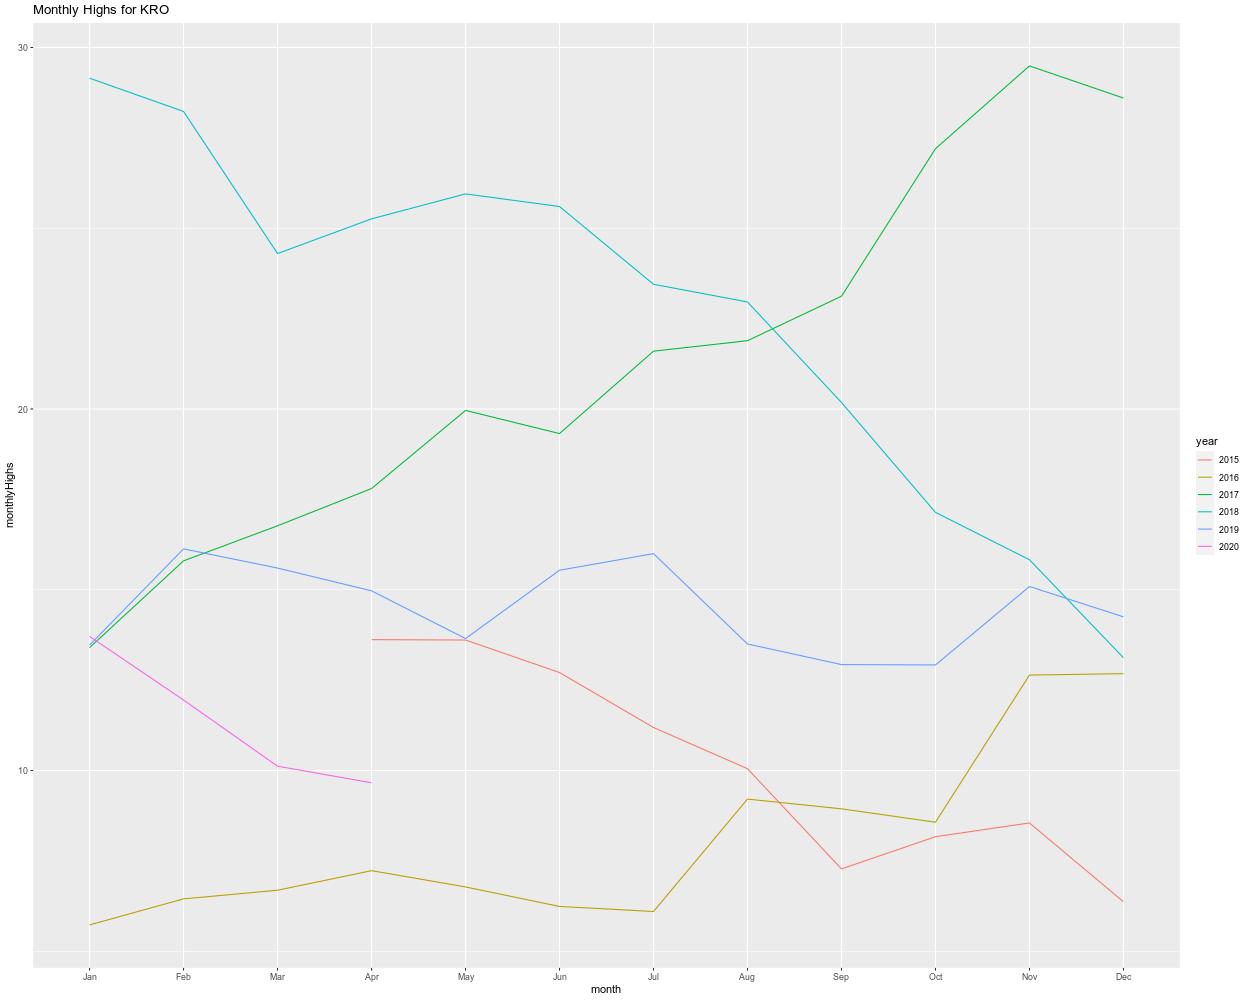 Monthly Highs for KRO
30
20
10
monthlyHighs
Jan Feb Mar Apr May Jun Jul Aug Sep Oct Nov Dec
month
year
2015
2016
2017
2018
2019
2020